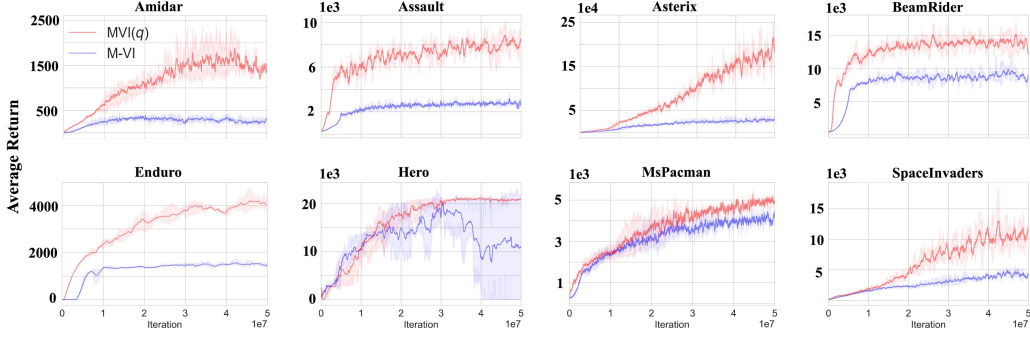 Average Return
Amidar
2500
1500
500
MVI(q)
M-VI
Assault
1e3
10
8
6
4
2
Asterix
1e4
25
15
5
BeamRider
1e3
15
10
5
Enduro
4000
2000
0
0 1 2 3 4 5
Iteration
1e7
Hero
1e3
20
10
0
0 1 2 3 4 5
Iteration
1e7
MsPacman
1e3
5
3
1
0 1 2 3 4 5
Iteration
1e7
SpaceInvaders
1e3
15
10
5
0 1 2 3 4 5
Iteration
1e7